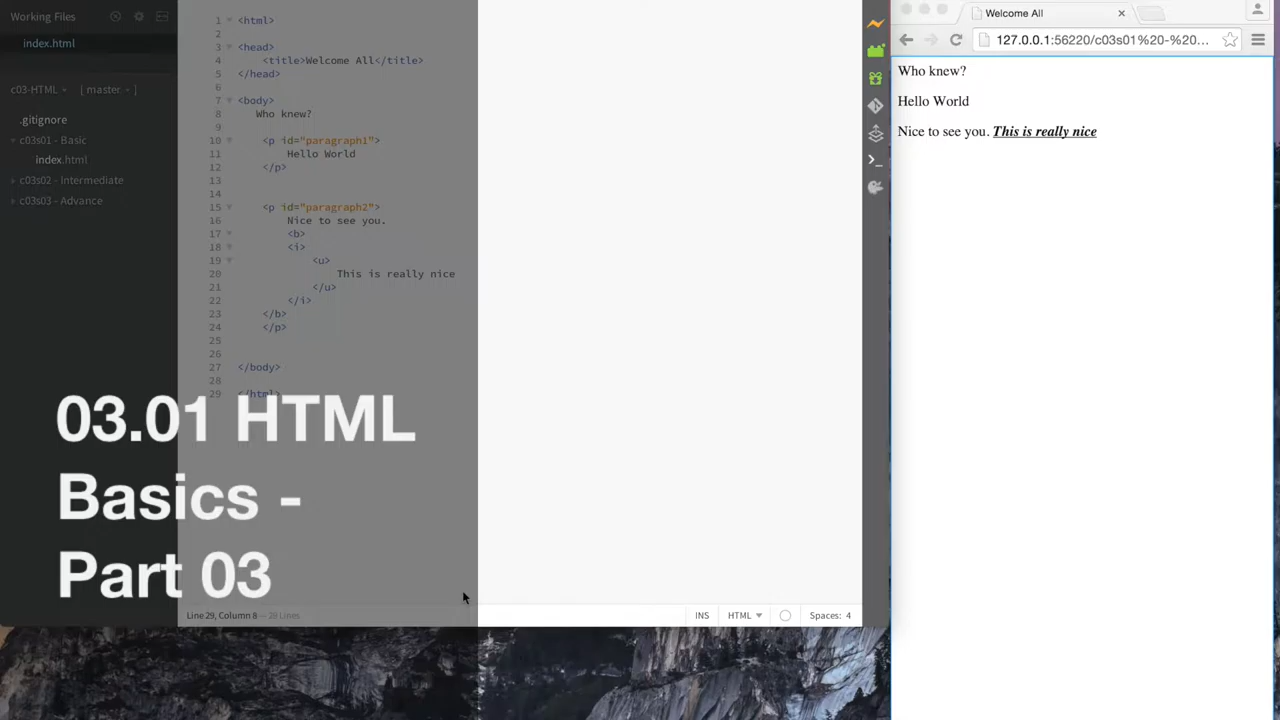 Working Files
index.html
c03-HTML
[ master ]
.gitignore
c03s01 - Basic
index.html
c03s02 - Intermediate
c03s03 - Advance
1 <html>
2
3 <head>
4 <title>Welcome All</title>
5 </head>
6
7 <body>
8 Who knew?
9
10 <p id="paragraph1">
11 Hello World
12 </p>
13
14
15 <p id="paragraph2">
16 Nice to see you.
17 <b>
18 <i>
19 <u>
20 This is really nice
21 </u>
22 </i>
23 </b>
24 </p>
25
26
27 </body>
28
29 </html>
03.01 HTML
Basics -
Part 03
Line 29, Column 8 — 29 Lines
INS
HTML
Spaces: 4
Welcome All
127.0.0.1:56220/c03s01%20-%20...
Who knew?
Hello World
Nice to see you. This is really nice